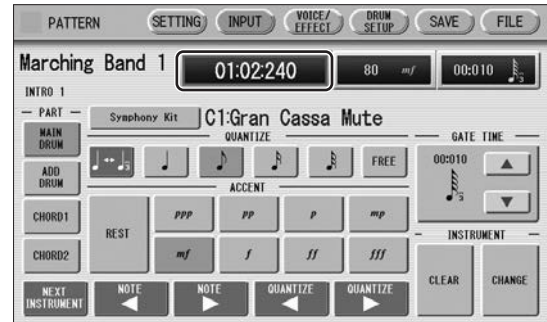 PATTERN SETTING INPUT VOICE/EFFECT DRUM SETUP SAVE FILE
Marching Band 1 01:02:240 80 mf 00:010
INTRO 1
PART Symphony Kit C1:Gran Cassa Mute
MAIN DRUM QUANTIZE GATE TIME
3 FREE 00:010
ADD DRUM ACCENT 3
CHORD1 REST ppp pp p mp
INSTRUMENT
CHORD2 mf f ff fff CLEAR CHANGE
NEXT INSTRUMENT NOTE NOTE QUANTIZE QUANTIZE